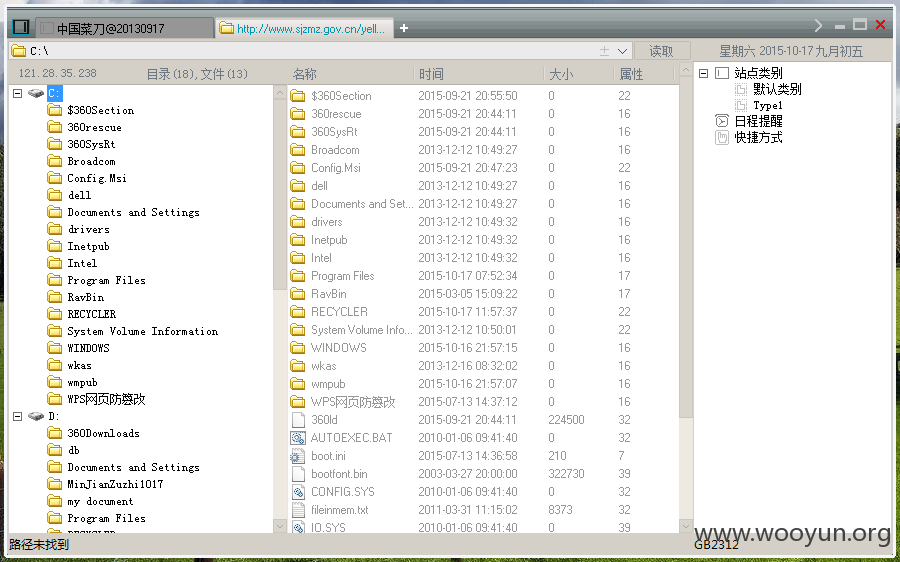 中国菜刀@20130917
http://www.sjzmz.gov.cn/yell...
C:\
读取
星期六 2015-10-17 九月初五
121.28.35.238
目录(18),文件(13)
名称 时间 大小 属性
C:
$360Section
360rescue
360SysRt
Broadcom
Config.Msi
dell
Documents and Settings
drivers
Inetpub
Intel
Program Files
RavBin
RECYCLER
System Volume Information
WINDOWS
wkas
wmpub
WPS网页防篡改
D:
360Downloads
db
Documents and Settings
MinJianZuzhi1017
my document
Program Files
RECYCLER
$360Section 2015-09-21 20:55:50 0 22
360rescue 2015-09-21 20:44:11 0 16
360SysRt 2015-09-21 20:44:11 0 16
Broadcom 2013-12-12 10:49:27 0 16
Config.Msi 2015-09-21 20:47:23 0 22
dell 2013-12-12 10:49:27 0 16
Documents and Set... 2013-12-12 10:49:27 0 16
drivers 2013-12-12 10:49:32 0 16
Inetpub 2013-12-12 10:49:32 0 16
Intel 2013-12-12 10:49:32 0 16
Program Files 2015-10-17 07:52:34 0 17
RavBin 2015-03-05 15:09:22 0 17
RECYCLER 2015-10-17 11:57:37 0 22
System Volume Info... 2013-12-12 10:50:01 0 22
WINDOWS 2015-10-16 21:57:15 0 16
wkas 2013-12-16 08:32:02 0 16
wmpub 2015-10-16 21:57:07 0 16
WPS网页防篡改 2015-07-13 14:37:12 0 16
360ld 2015-09-21 20:44:11 224500 32
AUTOEXEC.BAT 2010-01-06 09:41:40 0 32
boot.ini 2015-07-13 14:36:58 210 7
bootfont.bin 2003-03-27 20:00:00 322730 39
CONFIG.SYS 2010-01-06 09:41:40 0 32
fileinmem.txt 2011-03-31 11:15:02 8373 32
IO.SYS 2010-01-06 09:41:40 0 39
站点类别
默认类别
Type1
日程提醒
快捷方式
www.wooyun.org
路径未找到
GB2312